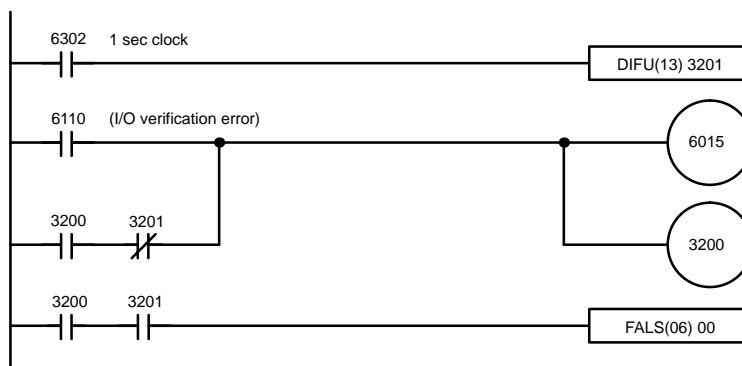 6302 1 sec clock
DIFU(13) 3201
6110 (I/O verification error)
6015
3200 3201
3200
3200 3201
FALS(06) 00